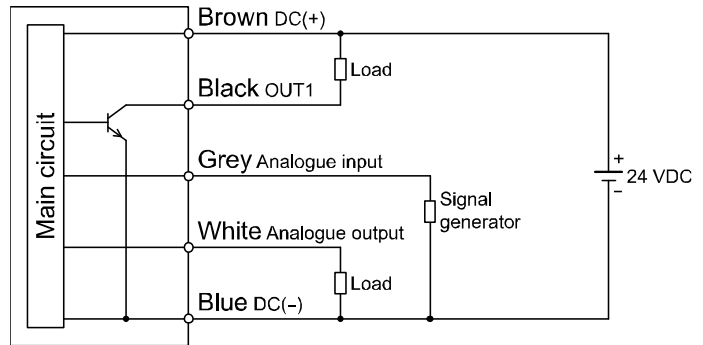 Main circuit
Brown DC(+)
Load
Black OUT1
Grey Analogue input
Signal
generator
+
24 VDC
−
White Analogue output
Load
Blue DC(−)